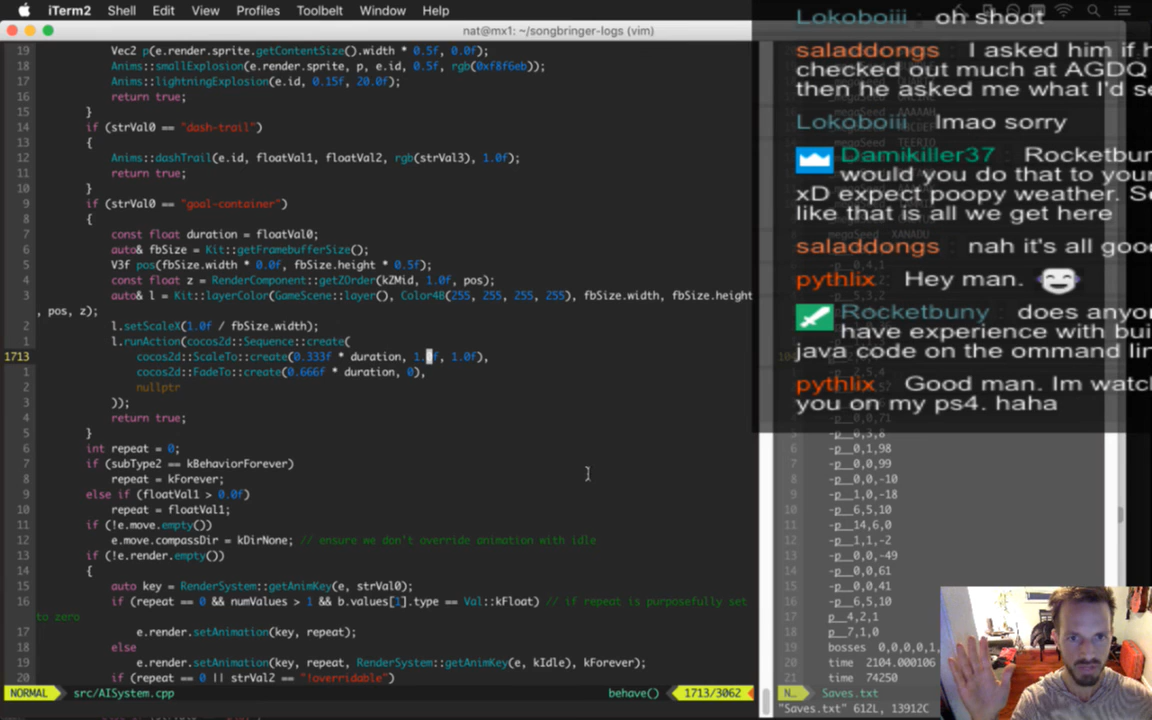 iTerm2 Shell Edit View Profiles Toolbelt Window Help
nat@mx1: ~/songbringer-logs (vim)
19 Vec2 p(e.render.sprite.getContentSize().width * 0.5f, 0.0f);
18 Anims::smallExplosion(e.render.sprite, p, e.id, 0.5f, rgb(0xf8f6eb));
17 Anims::lightningExplosion(e.id, 0.15f, 20.0f);
16 return true;
15 }
14 if (strVal0 == "dash-trail")
13 {
12 Anims::dashTrail(e.id, floatVal1, floatVal2, rgb(strVal3), 1.0f);
11 return true;
10 }
9 if (strVal0 == "goal-container")
8 {
7 const float duration = floatVal0;
6 auto& fbSize = Kit::getFramebufferSize();
5 V3f pos(fbSize.width * 0.0f, fbSize.height * 0.5f);
4 const float z = RenderComponent::getZOrder(kZMid, 1.0f, pos);
3 auto& l = Kit::layerColor(GameScene::layer(), Color4B(255, 255, 255, 255), fbSize.width, fbSize.height
, pos, z);
2 l.setScaleX(1.0f / fbSize.width);
1 l.runAction(cocos2d::Sequence::create(
1713 cocos2d::ScaleTo::create(0.333f * duration, 1.0f, 1.0f),
1 cocos2d::FadeTo::create(0.666f * duration, 0),
2 nullptr
3 ));
4 return true;
5 }
6 int repeat = 0;
7 if (subType2 == kBehaviorForever)
8 repeat = kForever;
9 else if (floatVal1 > 0.0f)
10 repeat = floatVal1;
11 if (!e.move.empty())
12 e.move.compassDir = kDirNone; // ensure we don't override animation with idle
13 if (!e.render.empty())
14 {
15 auto key = RenderSystem::getAnimKey(e, strVal0);
16 if (repeat == 0 && numValues > 1 && b.values[1].type == Val::kFloat) // if repeat is purposefully set
to zero
17 e.render.setAnimation(key, repeat);
18 else
19 e.render.setAnimation(key, repeat, RenderSystem::getAnimKey(e, kIdle), kForever);
20 if (repeat == 0 || strVal2 == "!overridable")
NORMAL src/AISystem.cpp behave() 1713/3062
Lokoboiii oh shoot
saladdongs I asked him if h
checked out much at AGDQ
then he asked me what I'd se
Lokoboiii lmao sorry
Damikiller37 Rocketbuny
would you do that to your
xD expect poopy weather. So
like that is all we get here
saladdongs nah it's all good
pythlix Hey man.
Rocketbuny does anyon
have experience with buil
java code on the ommand lin
pythlix Good man. Im watch
you on my ps4. haha
5 -p__0,3,8
6 -p__0,1,98
7 -p__0,0,99
8 -p__0,0,-10
9 -p__1,0,-18
10 -p__6,5,10
11 -p__14,6,0
12 -p__1,1,-2
13 -p__0,0,-49
14 -p__0,0,61
15 -p__0,0,41
16 -p__6,5,10
17 p__4,2,1
18 p__7,1,0
19 bosses 0,0,0,0,1,
20 time 2104.000106
21 time 74250
N… Saves.txt
"Saves.txt" 612L, 13912C